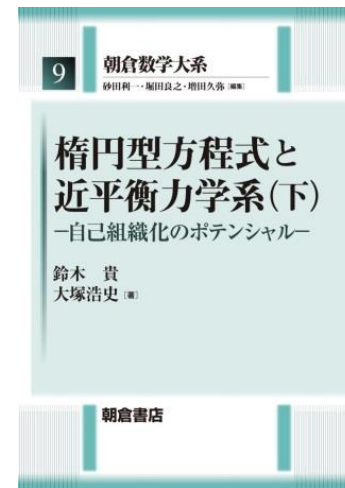 9
朝倉数学大系
砂田利一・堀田良之・増田久弥[編集]
楕円型方程式と
近平衡力学系(下)
−自己組織化のポテンシャル−
鈴木 貴
大塚浩史[著]
朝倉書店